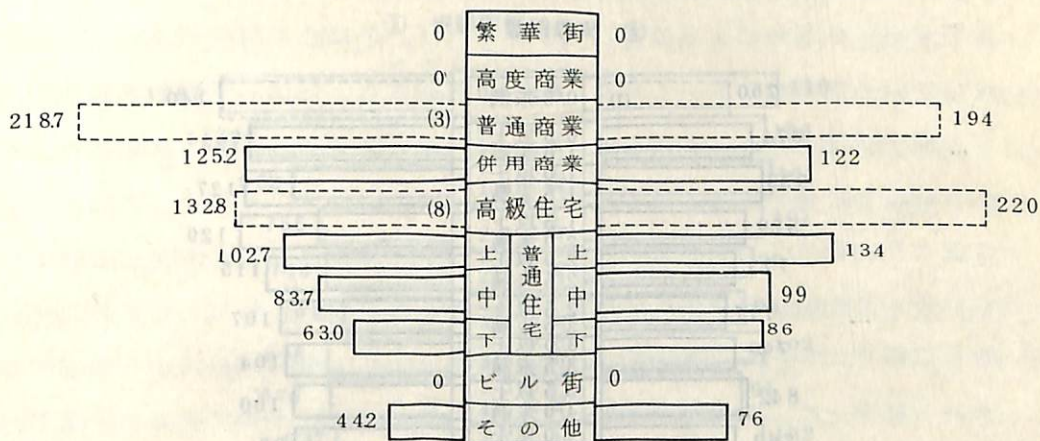 0 繁華街 0
0 高度商業 0
218.7 (3) 普通商業 194
125.2 併用商業 122
132.8 (8) 高級住宅 220
102.7 上 普通住宅 上 134
83.7 中 中 99
63.0 下 下 86
0 ビル街 0
44.2 その他 76